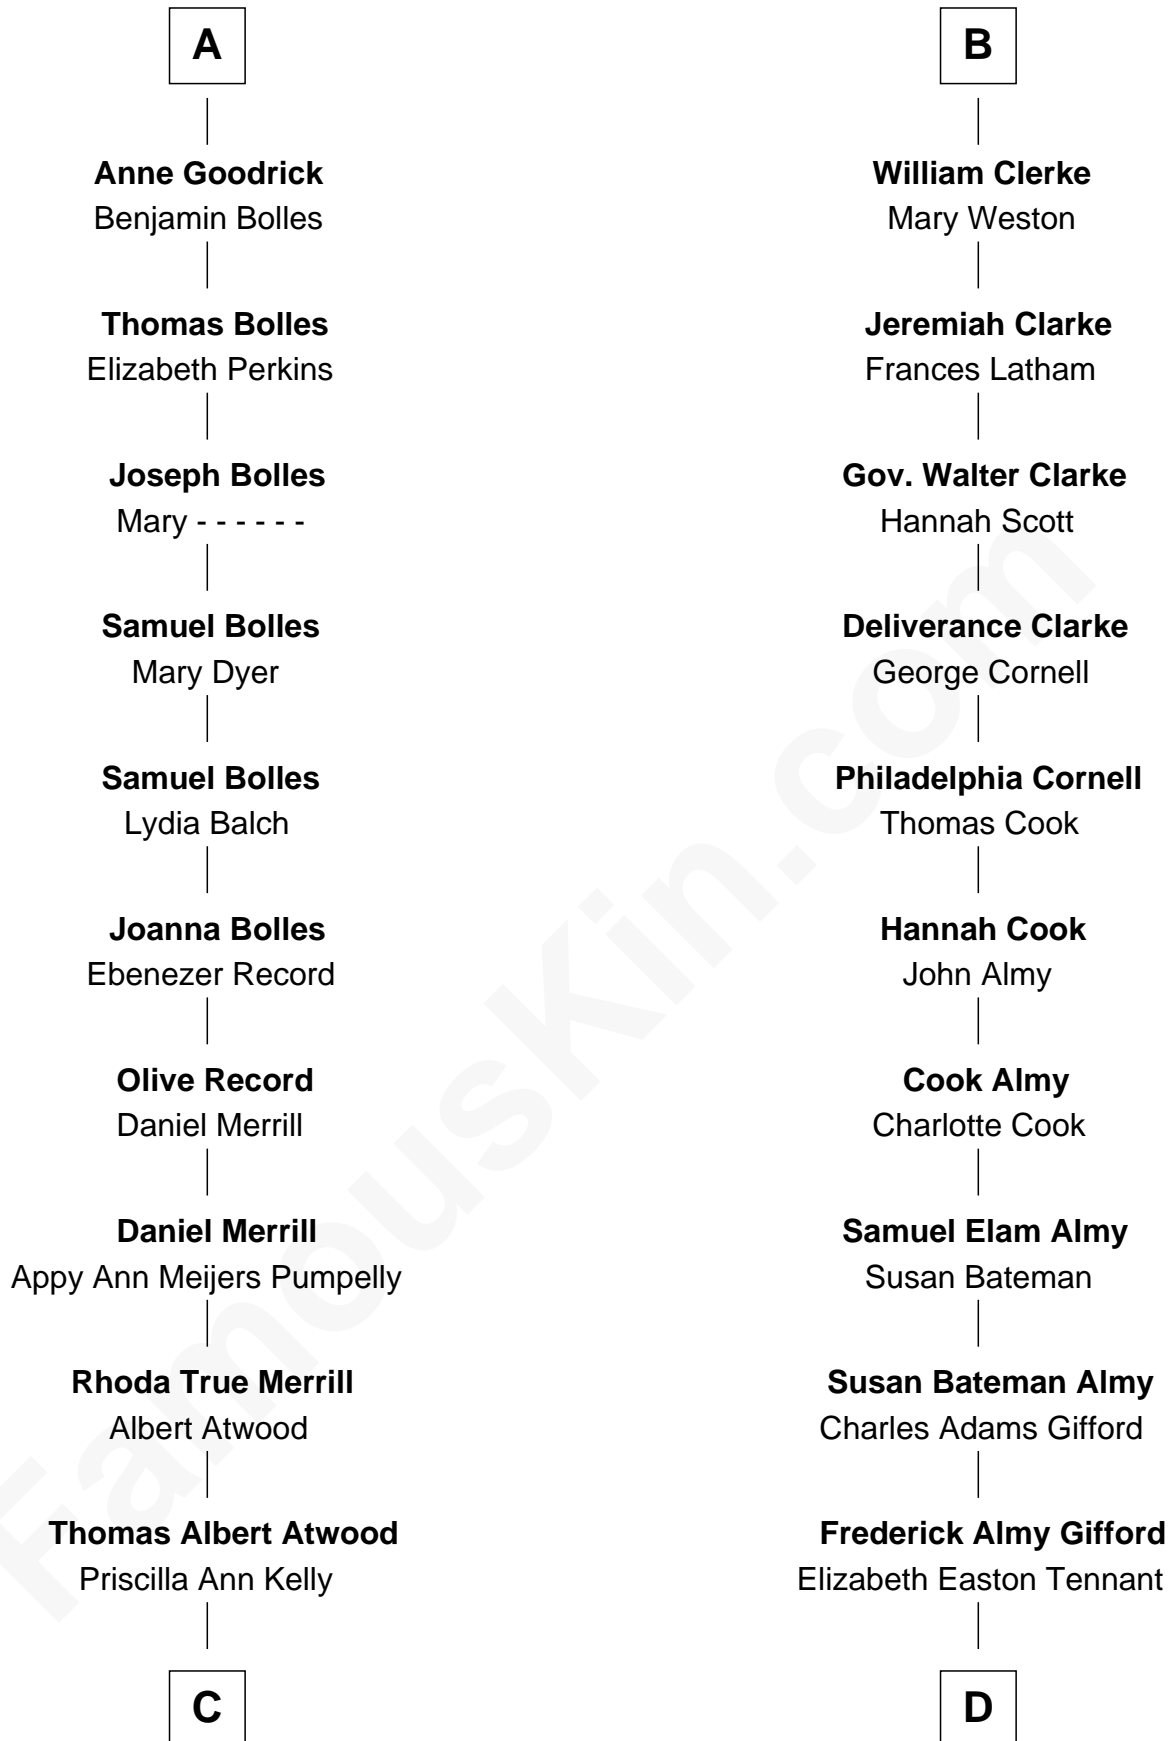 A
Anne Goodrick
Benjamin Bolles
Thomas Bolles
Elizabeth Perkins
Joseph Bolles
Mary - - - - - -
Samuel Bolles
Mary Dyer
Samuel Bolles
Lydia Balch
Joanna Bolles
Ebenezer Record
Olive Record
Daniel Merrill
Daniel Merrill
Appy Ann Meijers Pumpelly
Rhoda True Merrill
Albert Atwood
Thomas Albert Atwood
Priscilla Ann Kelly
C
B
William Clerke
Mary Weston
Jeremiah Clarke
Frances Latham
Gov. Walter Clarke
Hannah Scott
Deliverance Clarke
George Cornell
Philadelphia Cornell
Thomas Cook
Hannah Cook
John Almy
Cook Almy
Charlotte Cook
Samuel Elam Almy
Susan Bateman
Susan Bateman Almy
Charles Adams Gifford
Frederick Almy Gifford
Elizabeth Easton Tennant
D
FamousKin.com